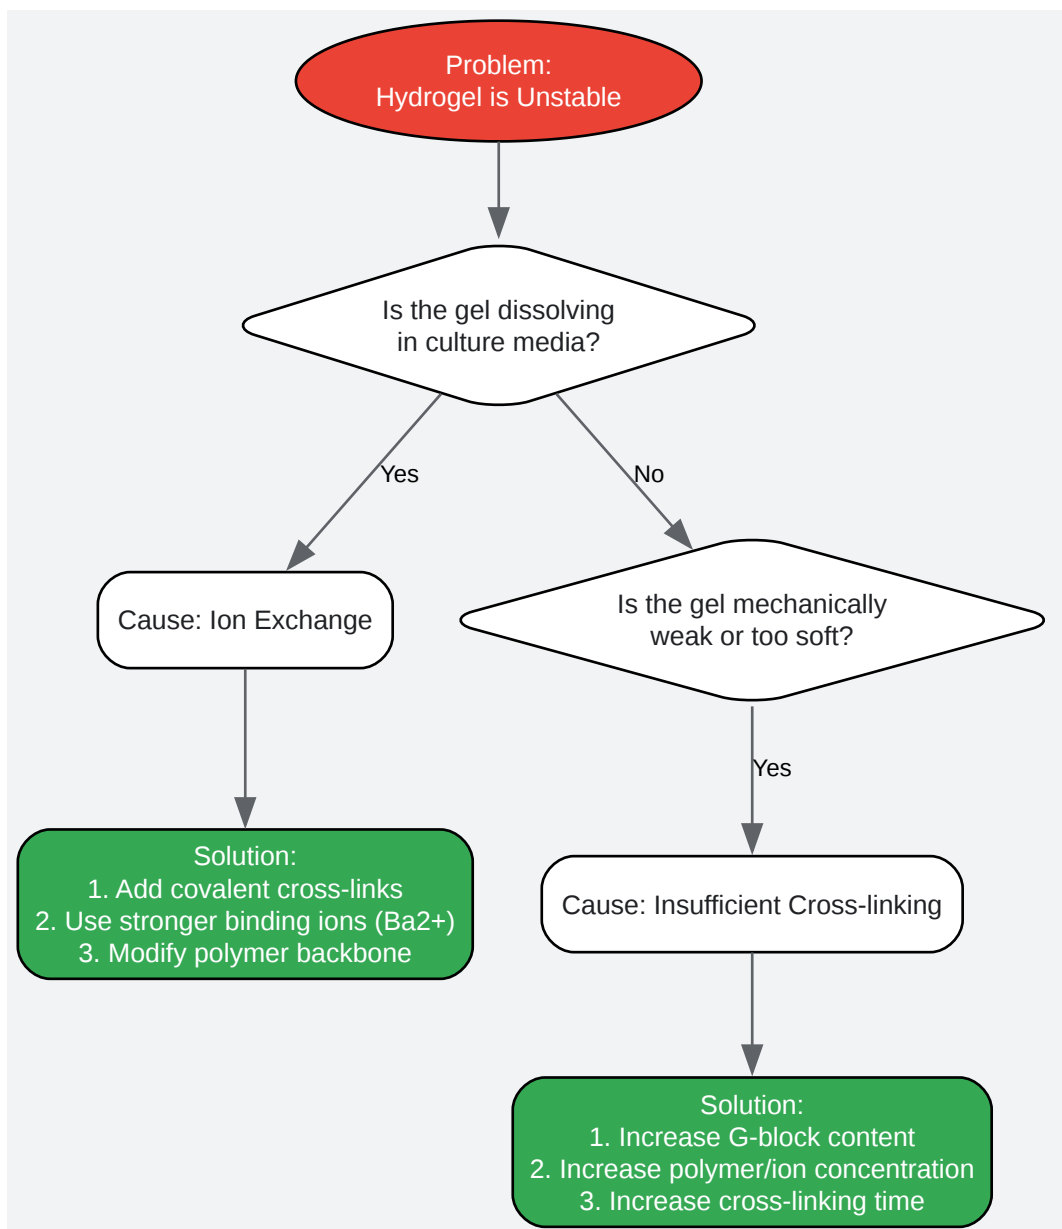 Problem:
Hydrogel is Unstable
Is the gel dissolving
in culture media?
Yes
No
Cause: Ion Exchange
Is the gel mechanically
weak or too soft?
Yes
Solution:
1. Add covalent cross-links
2. Use stronger binding ions (Ba2+)
3. Modify polymer backbone
Cause: Insufficient Cross-linking
Solution:
1. Increase G-block content
2. Increase polymer/ion concentration
3. Increase cross-linking time